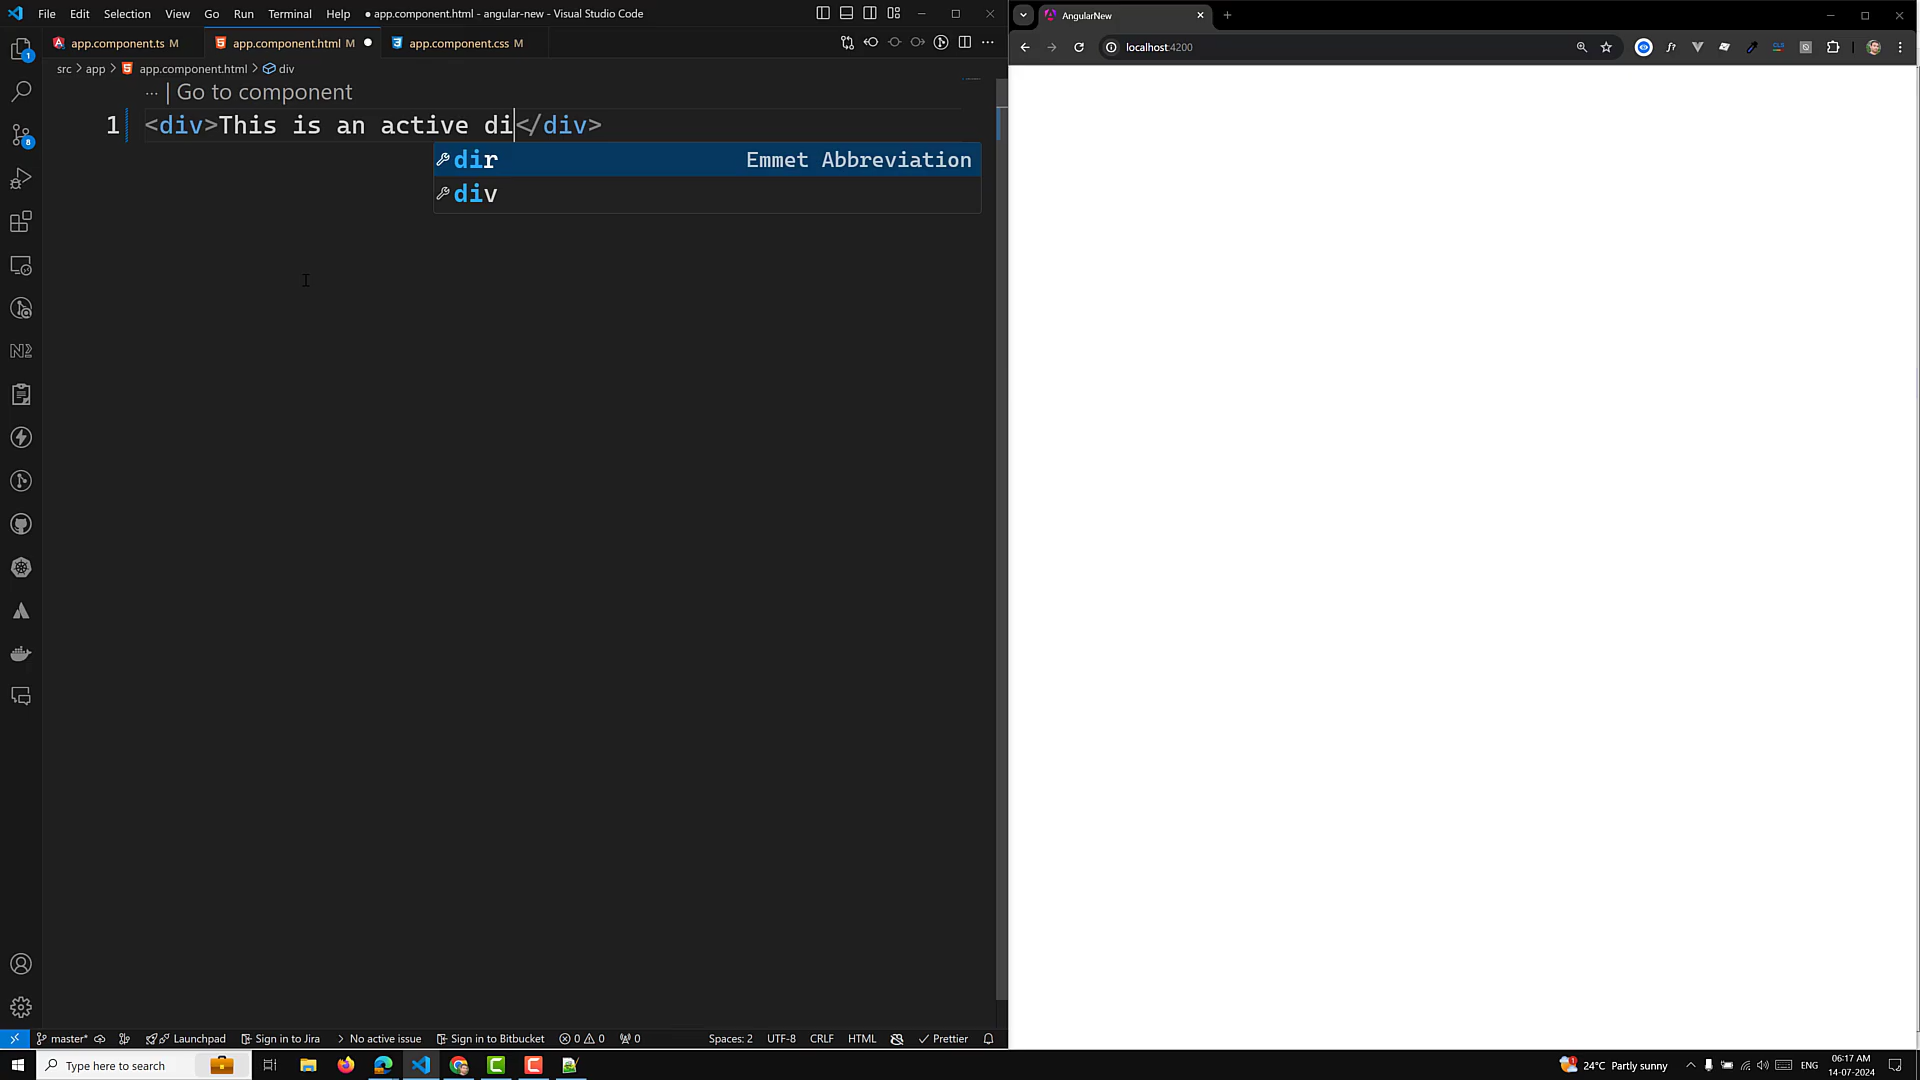 File Edit Selection View Go Run Terminal Help ● app.component.html - angular-new - Visual Studio Code
AngularNew
app.component.ts M app.component.html M ● app.component.css M
localhost:4200
src > app > app.component.html > div
... | Go to component
1 <div>This is an active di</div>
dir Emmet Abbreviation
div
1
8
master* Launchpad Sign in to Jira > No active issue Sign in to Bitbucket 0 0 0 Spaces: 2 UTF-8 CRLF HTML Prettier
Type here to search
1 24°C Partly sunny ENG 06:17 AM
14-07-2024